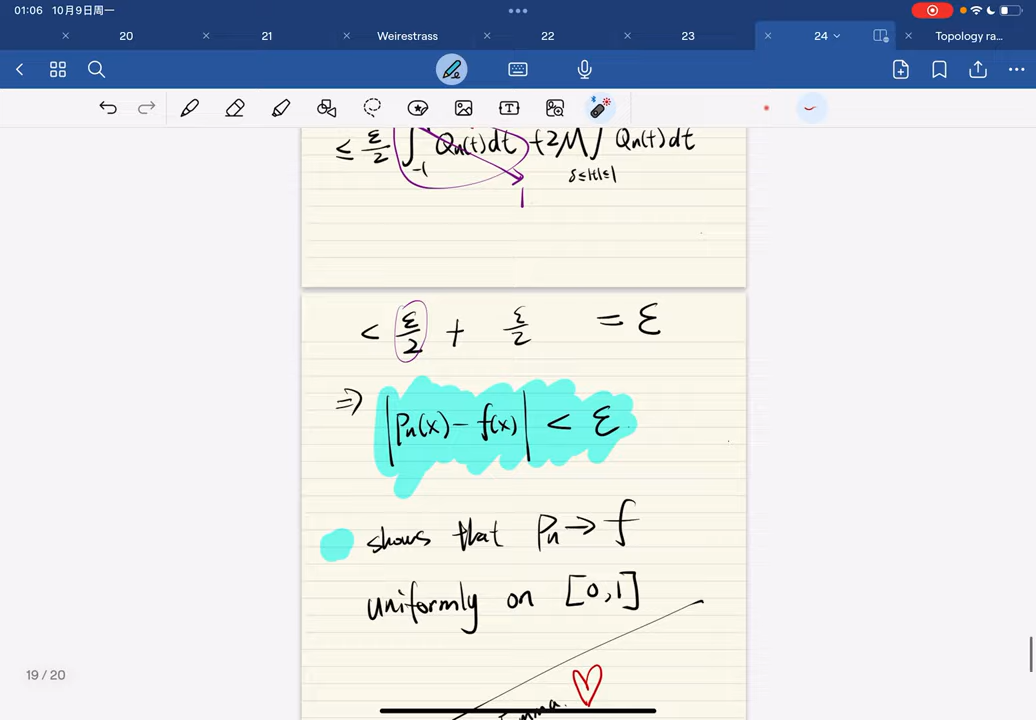 01:06 10月9日周一
20
21
Weirestrass
22
23
24
Topology ra...
≤ ε/2 ∫₋₁ Qn(t)dt + 2M ∫ Qn(t)dt
δ≤|t|≤1
1
< ε/2 + ε/2 = ε
⇒ |Pn(x) - f(x)| < ε
shows that Pn → f
uniformly on [0,1]
19 / 20